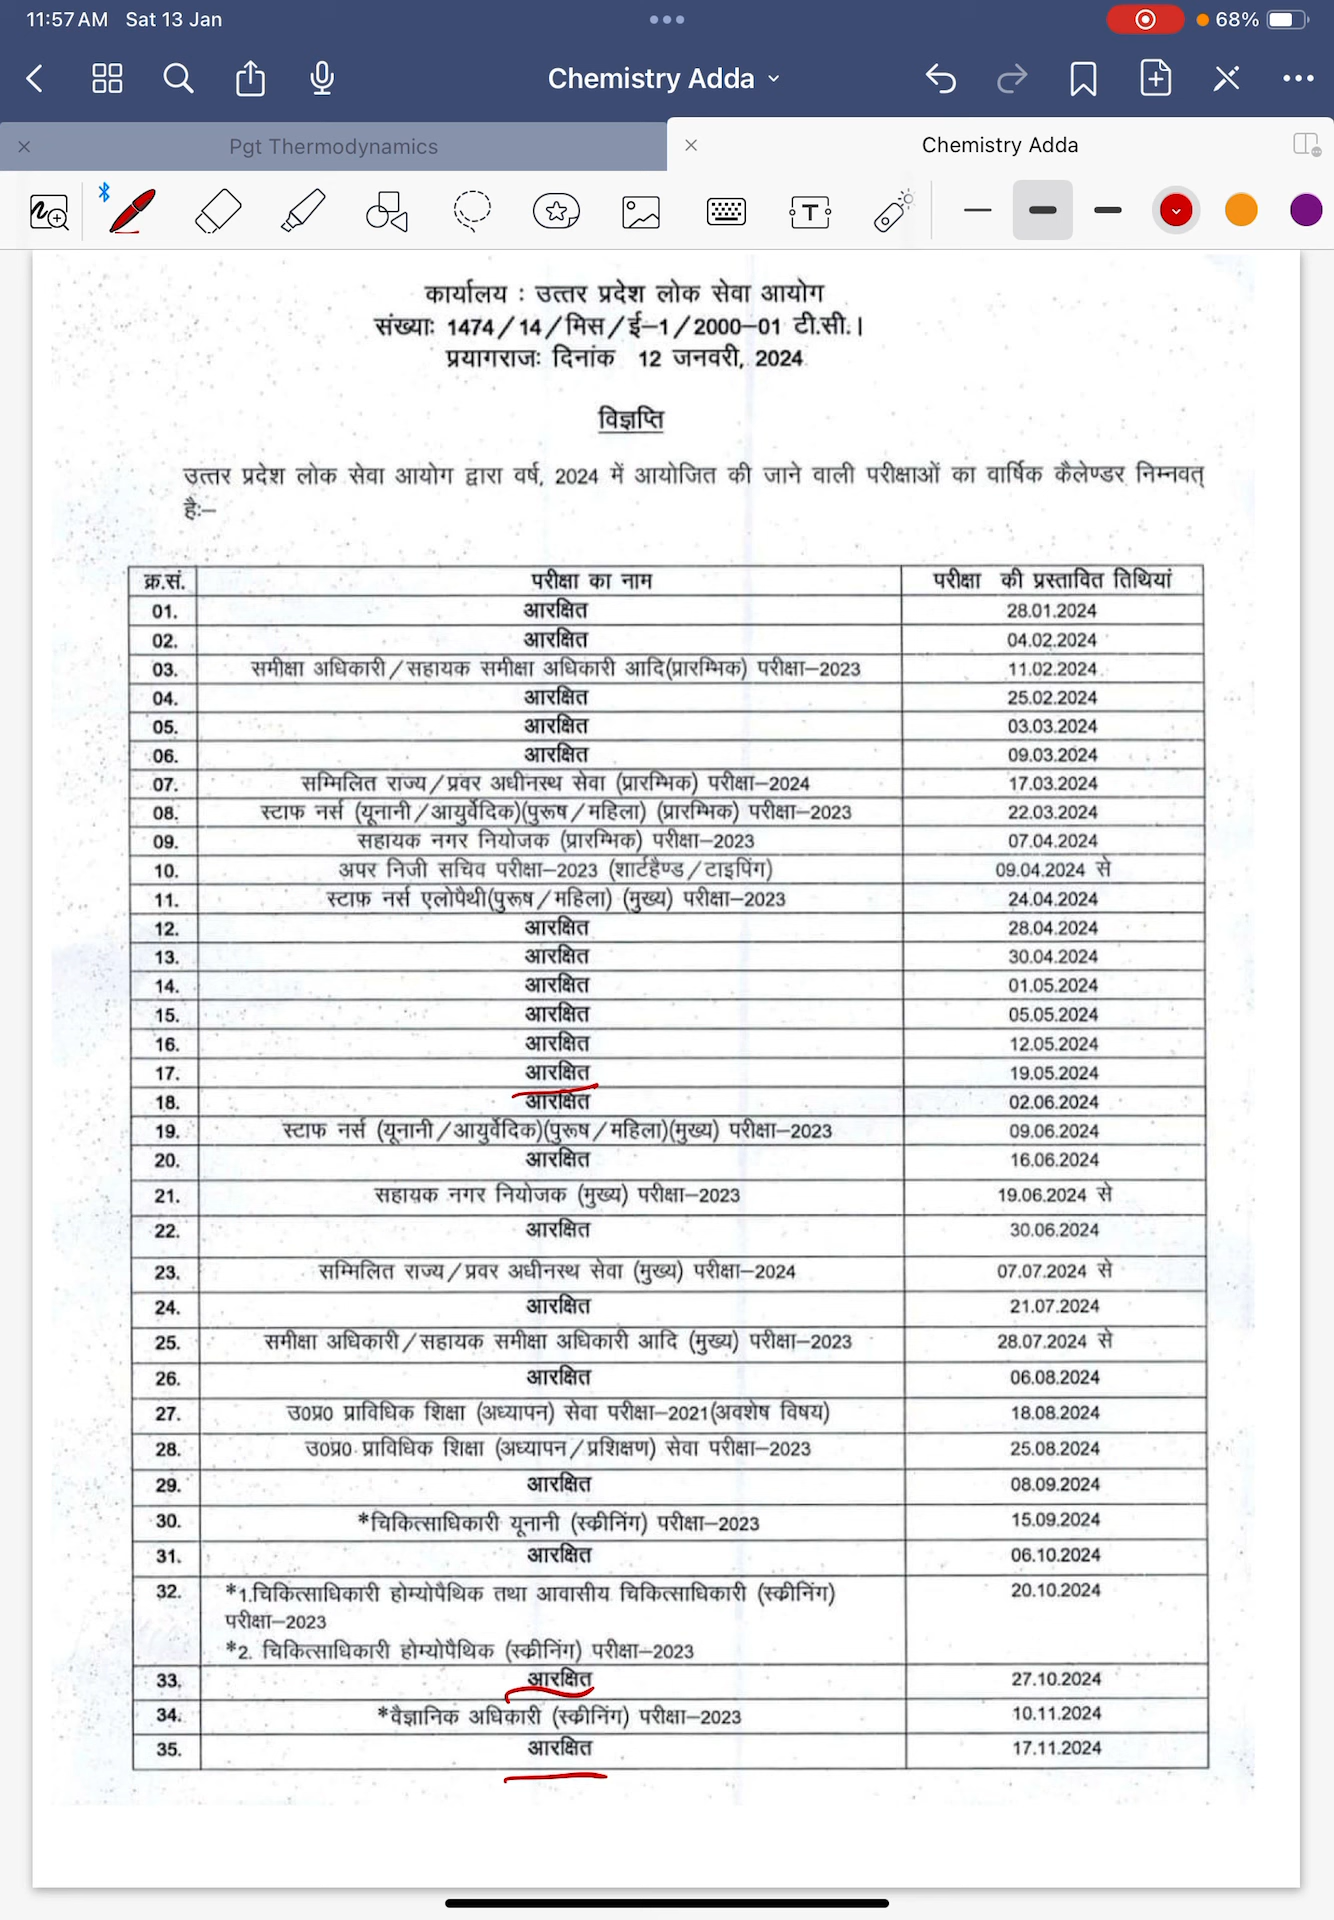 11:57 AM Sat 13 Jan
68%
Chemistry Adda
Pgt Thermodynamics
Chemistry Adda
T
कार्यालय : उत्तर प्रदेश लोक सेवा आयोग
संख्याः 1474/14/मिस/ई–1/2000–01 टी.सी.।
प्रयागराजः दिनांक 12 जनवरी, 2024
विज्ञप्ति
उत्तर प्रदेश लोक सेवा आयोग द्वारा वर्ष, 2024 में आयोजित की जाने वाली परीक्षाओं का वार्षिक कैलेण्डर निम्नवत्
है:–
क्र.सं. परीक्षा का नाम परीक्षा की प्रस्तावित तिथियां
01. आरक्षित 28.01.2024
02. आरक्षित 04.02.2024
03. समीक्षा अधिकारी/सहायक समीक्षा अधिकारी आदि(प्रारम्भिक) परीक्षा–2023 11.02.2024
04. आरक्षित 25.02.2024
05. आरक्षित 03.03.2024
06. आरक्षित 09.03.2024
07. सम्मिलित राज्य/प्रवर अधीनस्थ सेवा (प्रारम्भिक) परीक्षा–2024 17.03.2024
08. स्टाफ नर्स (यूनानी/आयुर्वेदिक)(पुरूष/महिला) (प्रारम्भिक) परीक्षा–2023 22.03.2024
09. सहायक नगर नियोजक (प्रारम्भिक) परीक्षा–2023 07.04.2024
10. अपर निजी सचिव परीक्षा–2023 (शार्टहैण्ड/टाइपिंग) 09.04.2024 से
11. स्टाफ नर्स एलोपैथी(पुरूष/महिला) (मुख्य) परीक्षा–2023 24.04.2024
12. आरक्षित 28.04.2024
13. आरक्षित 30.04.2024
14. आरक्षित 01.05.2024
15. आरक्षित 05.05.2024
16. आरक्षित 12.05.2024
17. आरक्षित 19.05.2024
18. आरक्षित 02.06.2024
19. स्टाफ नर्स (यूनानी/आयुर्वेदिक)(पुरूष/महिला)(मुख्य) परीक्षा–2023 09.06.2024
20. आरक्षित 16.06.2024
21. सहायक नगर नियोजक (मुख्य) परीक्षा–2023 19.06.2024 से
22. आरक्षित 30.06.2024
23. सम्मिलित राज्य/प्रवर अधीनस्थ सेवा (मुख्य) परीक्षा–2024 07.07.2024 से
24. आरक्षित 21.07.2024
25. समीक्षा अधिकारी/सहायक समीक्षा अधिकारी आदि (मुख्य) परीक्षा–2023 28.07.2024 से
26. आरक्षित 06.08.2024
27. उ0प्र0 प्राविधिक शिक्षा (अध्यापन) सेवा परीक्षा–2021(अवशेष विषय) 18.08.2024
28. उ0प्र0 प्राविधिक शिक्षा (अध्यापन/प्रशिक्षण) सेवा परीक्षा–2023 25.08.2024
29. आरक्षित 08.09.2024
30. *चिकित्साधिकारी यूनानी (स्क्रीनिंग) परीक्षा–2023 15.09.2024
31. आरक्षित 06.10.2024
32. *1.चिकित्साधिकारी होम्योपैथिक तथा आवासीय चिकित्साधिकारी (स्क्रीनिंग) 20.10.2024
परीक्षा–2023
*2. चिकित्साधिकारी होम्योपैथिक (स्क्रीनिंग) परीक्षा–2023
33. आरक्षित 27.10.2024
34. *वैज्ञानिक अधिकारी (स्क्रीनिंग) परीक्षा–2023 10.11.2024
35. आरक्षित 17.11.2024